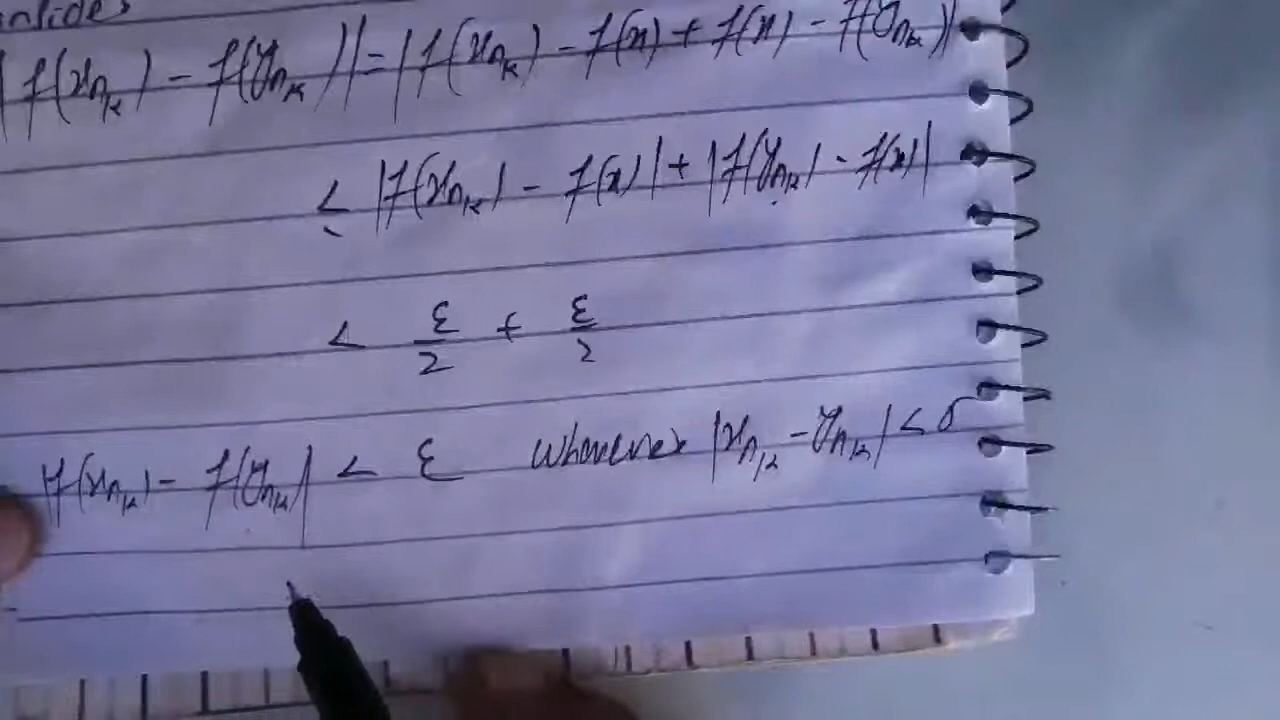 |f(x_{n_k}) - f(y_{n_k})| = |f(x_{n_k}) - f(x) + f(x) - f(y_{n_k})|
≤ |f(x_{n_k}) - f(x)| + |f(y_{n_k}) - f(x)|
< ε/2 + ε/2
|f(x_{n_k}) - f(y_{n_k})| < ε whenever |x_{n_k} - y_{n_k}| < δ